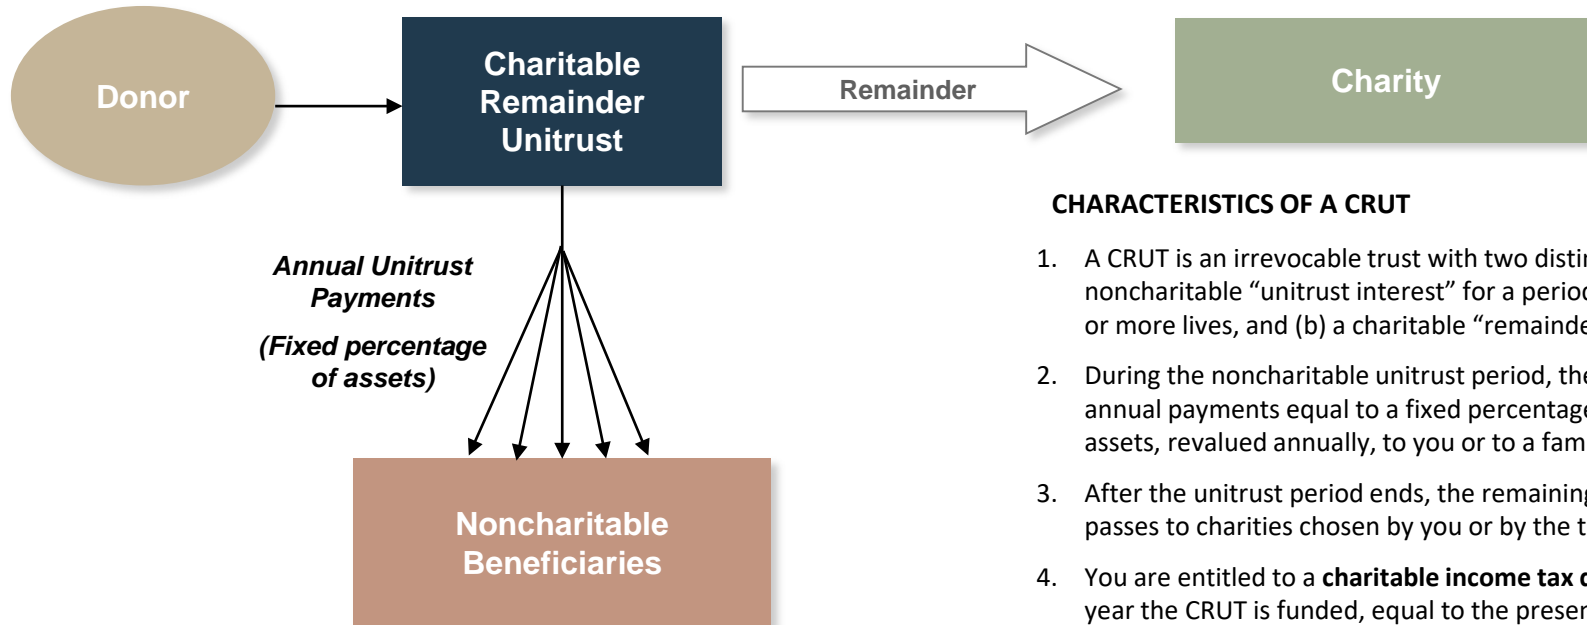 Donor
Charitable
Remainder
Unitrust
Remainder
Charity
Annual Unitrust
Payments
(Fixed percentage
of assets)
Noncharitable
Beneficiaries
CHARACTERISTICS OF A CRUT
1. A CRUT is an irrevocable trust with two
noncharitable “unitrust interest” for a
or more lives, and (b) a charitable
2. During the noncharitable unitrust period,
annual payments equal to a fixed
assets, revalued annually, to you or to a
3. After the unitrust period ends, the
passes to charities chosen by you or by the
4. You are entitled to a charitable income tax
year the CRUT is funded, equal to the